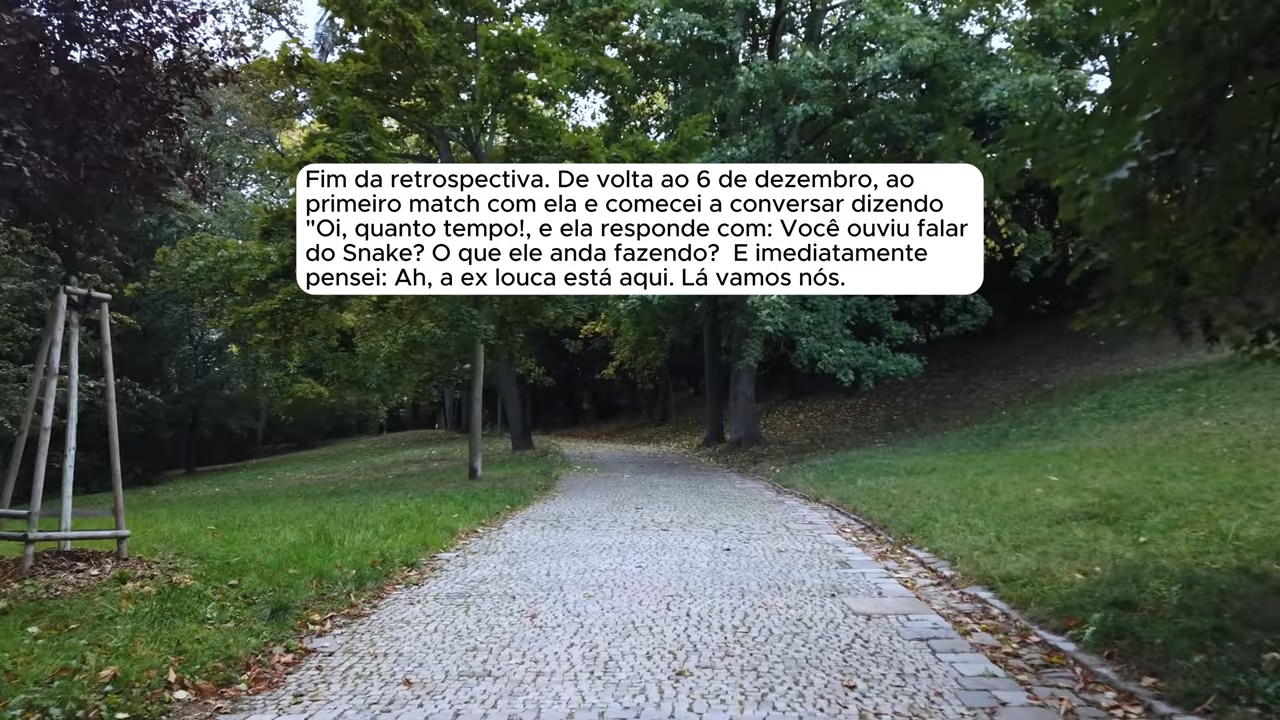 Fim da retrospectiva. De volta ao 6 de dezembro, ao
primeiro match com ela e comecei a conversar dizendo
"Oi, quanto tempo!, e ela responde com: Você ouviu falar
do Snake? O que ele anda fazendo?  E imediatamente
pensei: Ah, a ex louca está aqui. Lá vamos nós.